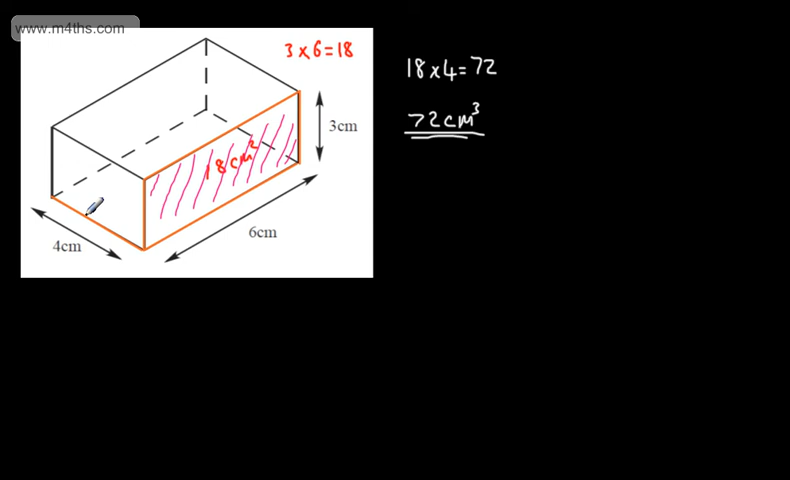 www.m4ths.com
3 x 6 = 18
18 x 4 = 72
72cm³
3cm
18cm²
6cm
4cm